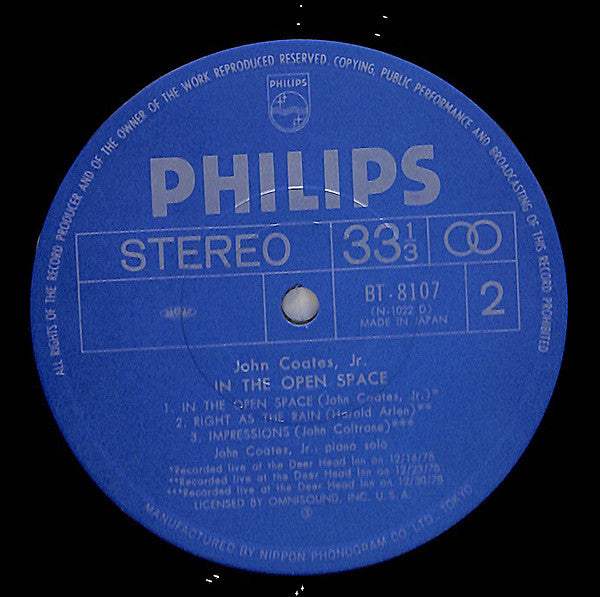 ALL RIGHTS OF THE RECORD PRODUCER AND OF THE OWNER OF THE WORK REPRODUCED RESERVED. COPYING, PUBLIC PERFORMANCE AND BROADCASTING OF THIS RECORD PROHIBITED
PHILIPS
PHILIPS
STEREO 33 1/3
BT-8107
(N-1022 D)
MADE IN JAPAN
2
John Coates, Jr.
IN THE OPEN SPACE
1. IN THE OPEN SPACE (John Coates, Jr.)*
2. RIGHT AS THE RAIN (Harold Arlen)**
3. IMPRESSIONS (John Coltrane)***
John Coates, Jr.: piano solo
*Recorded live at the Deer Head Inn on 12/16/78
**Recorded live at the Deer Head Inn on 12/23/78
***Recorded live at the Deer Head Inn on 12/30/78
LICENSED BY OMNISOUND, INC. U.S.A.
MANUFACTURED BY NIPPON PHONOGRAM CO., LTD., TOKYO